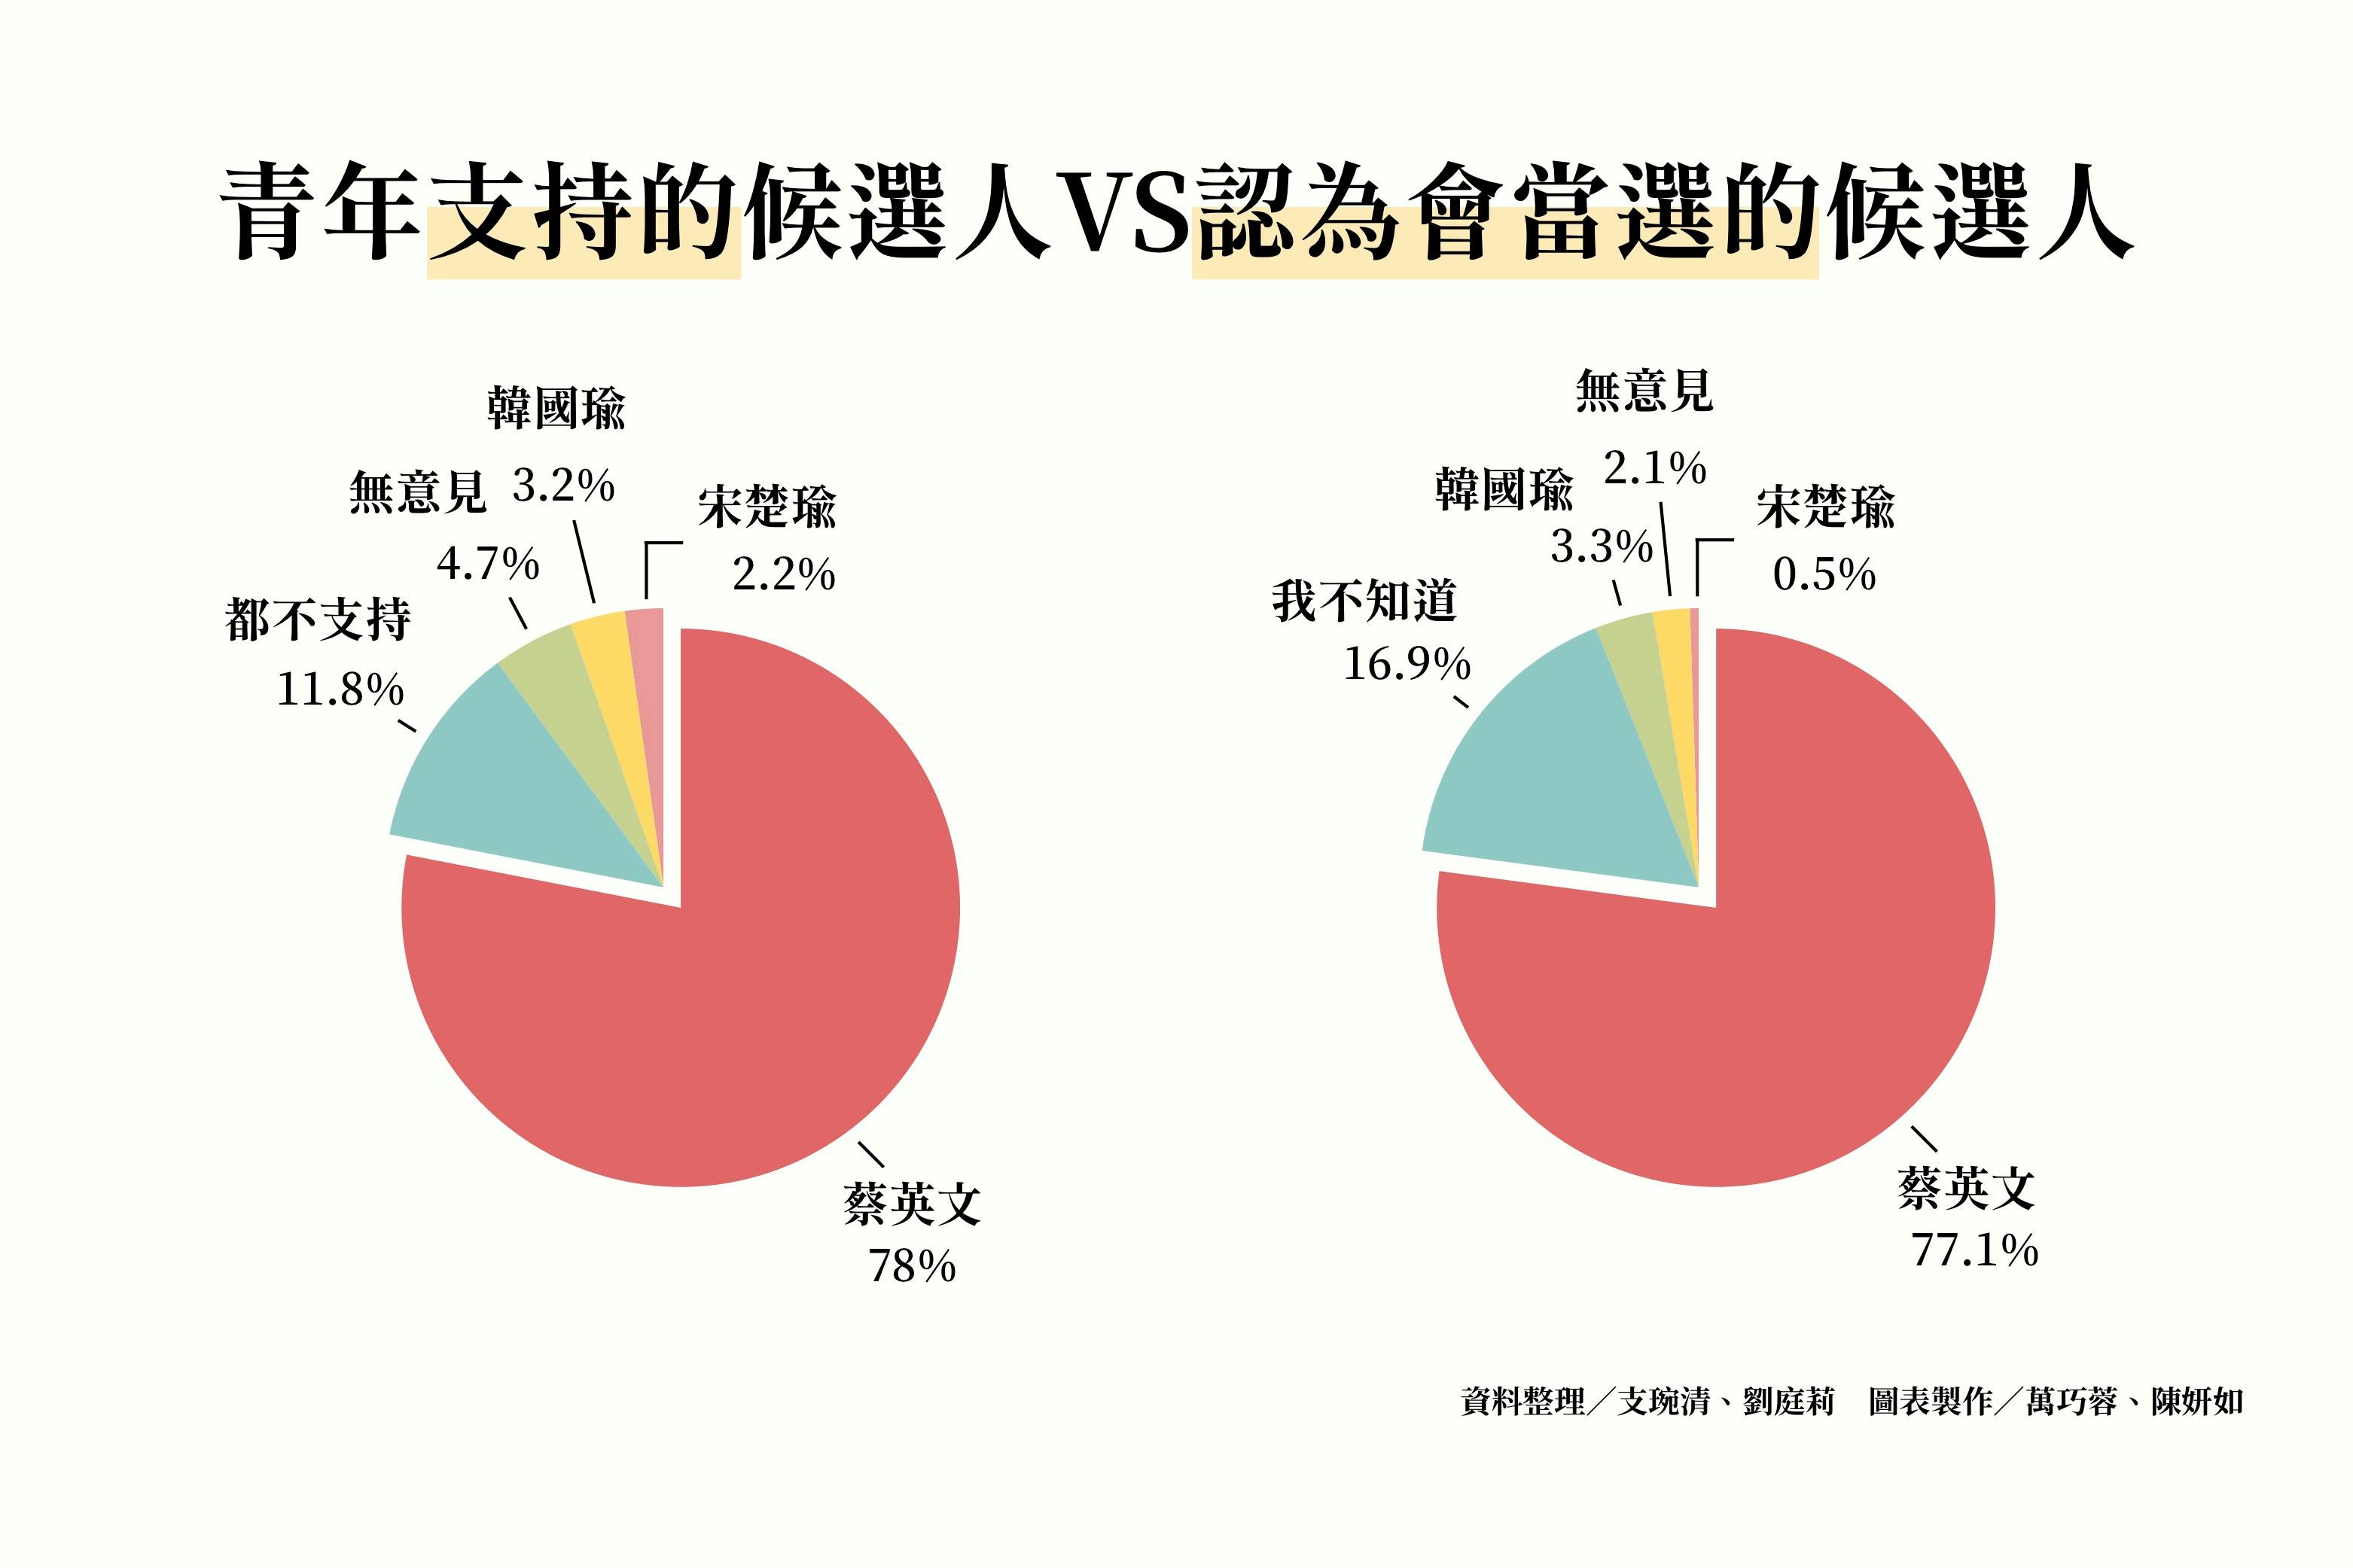 青年支持的候選人VS認為會當選的候選人
韓國瑜
3.2%
無意見
4.7%
宋楚瑜
2.2%
都不支持
11.8%
蔡英文
78%
無意見
2.1%
韓國瑜
3.3%
宋楚瑜
0.5%
我不知道
16.9%
蔡英文
77.1%
資料整理／支琬清、劉庭莉　圖表製作／萬巧蓉、陳妍如